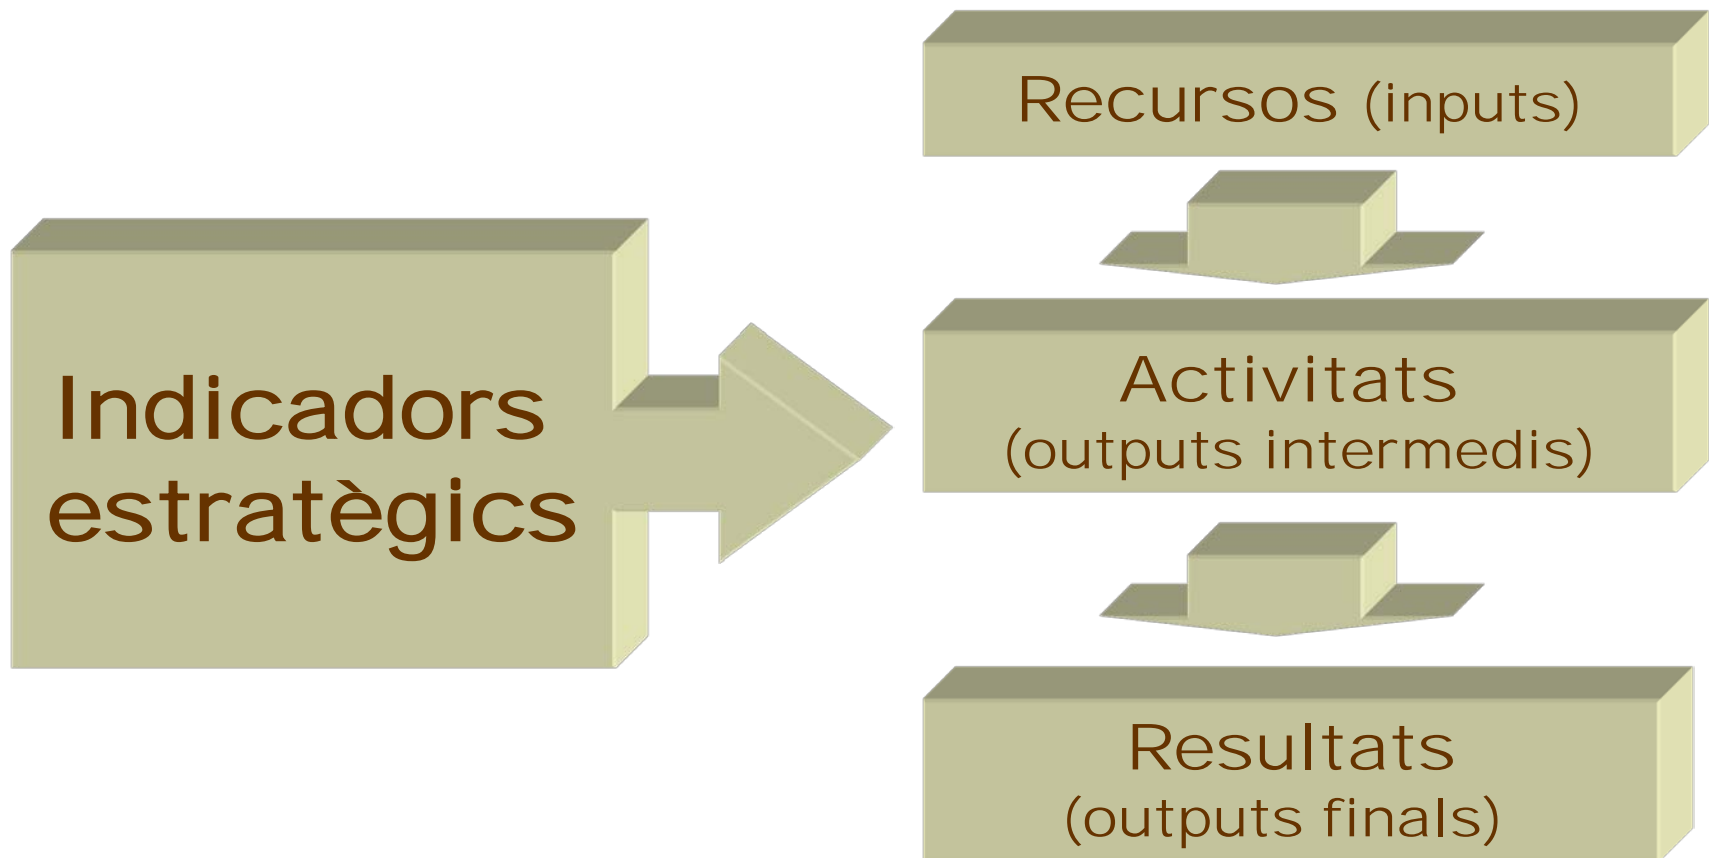 Indicadors
estratègics
Recursos (inputs)
Activitats
(outputs intermedis)
Resultats
(outputs finals)